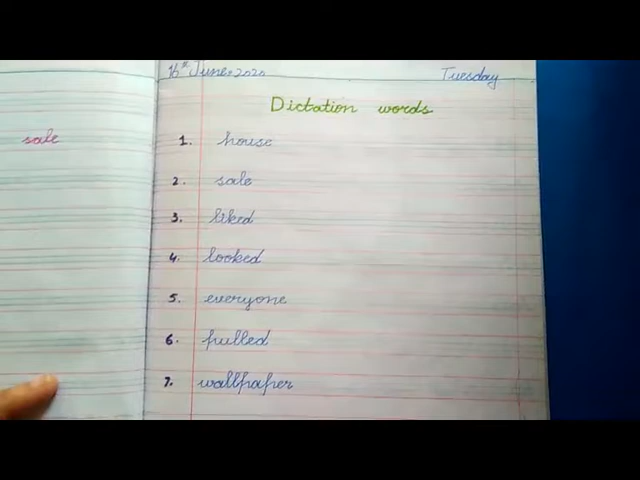 sale
16th June 2020 Tuesday
Dictation words
1. house
2. sale
3. liked
4. looked
5. everyone
6. pulled
7. wallpaper